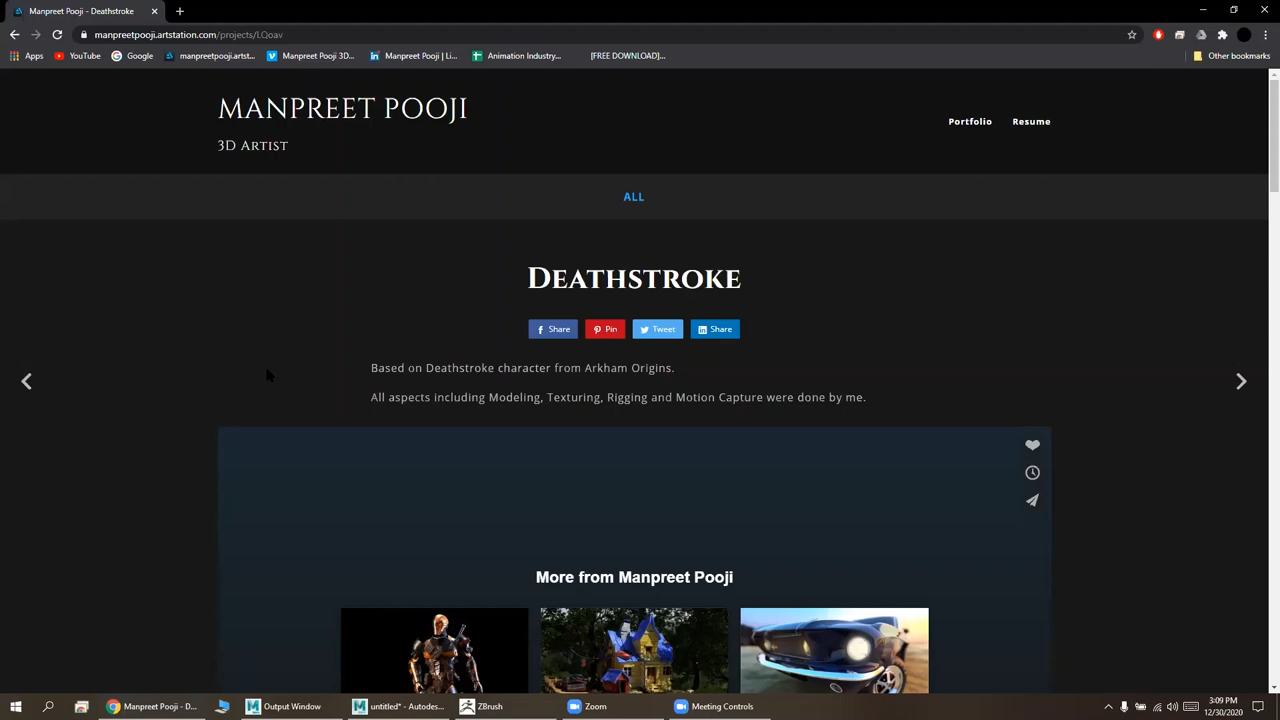 Manpreet Pooji - Deathstroke
manpreetpooji.artstation.com/projects/LQoav
Apps
YouTube
Google
manpreetpooji.artst...
Manpreet Pooji 3D...
Manpreet Pooji | Li...
Animation Industry...
[FREE DOWNLOAD]...
Other bookmarks
MANPREET POOJI
3D ARTIST
Portfolio
Resume
ALL
DEATHSTROKE
Share
Pin
Tweet
Share
Based on Deathstroke character from Arkham Origins.
All aspects including Modeling, Texturing, Rigging and Motion Capture were done by me.
More from Manpreet Pooji
Manpreet Pooji - D...
Output Window
untitled* - Autodes...
ZBrush
Zoom
Meeting Controls
3:09 PM
12/30/2020